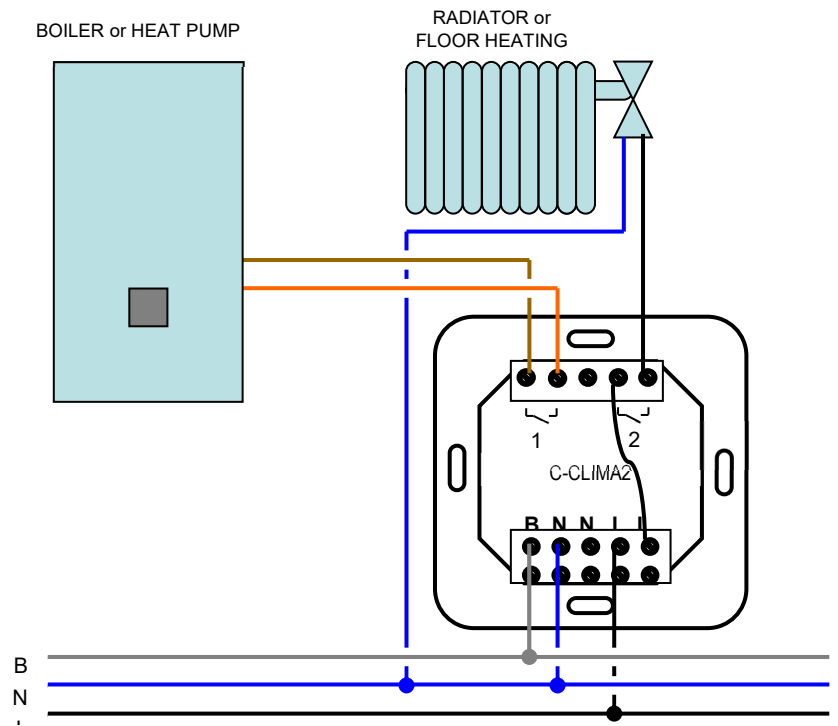 BOILER or HEAT PUMP
RADIATOR or
FLOOR HEATING
1 2
C-CLIMA2
B N N L L
B
N